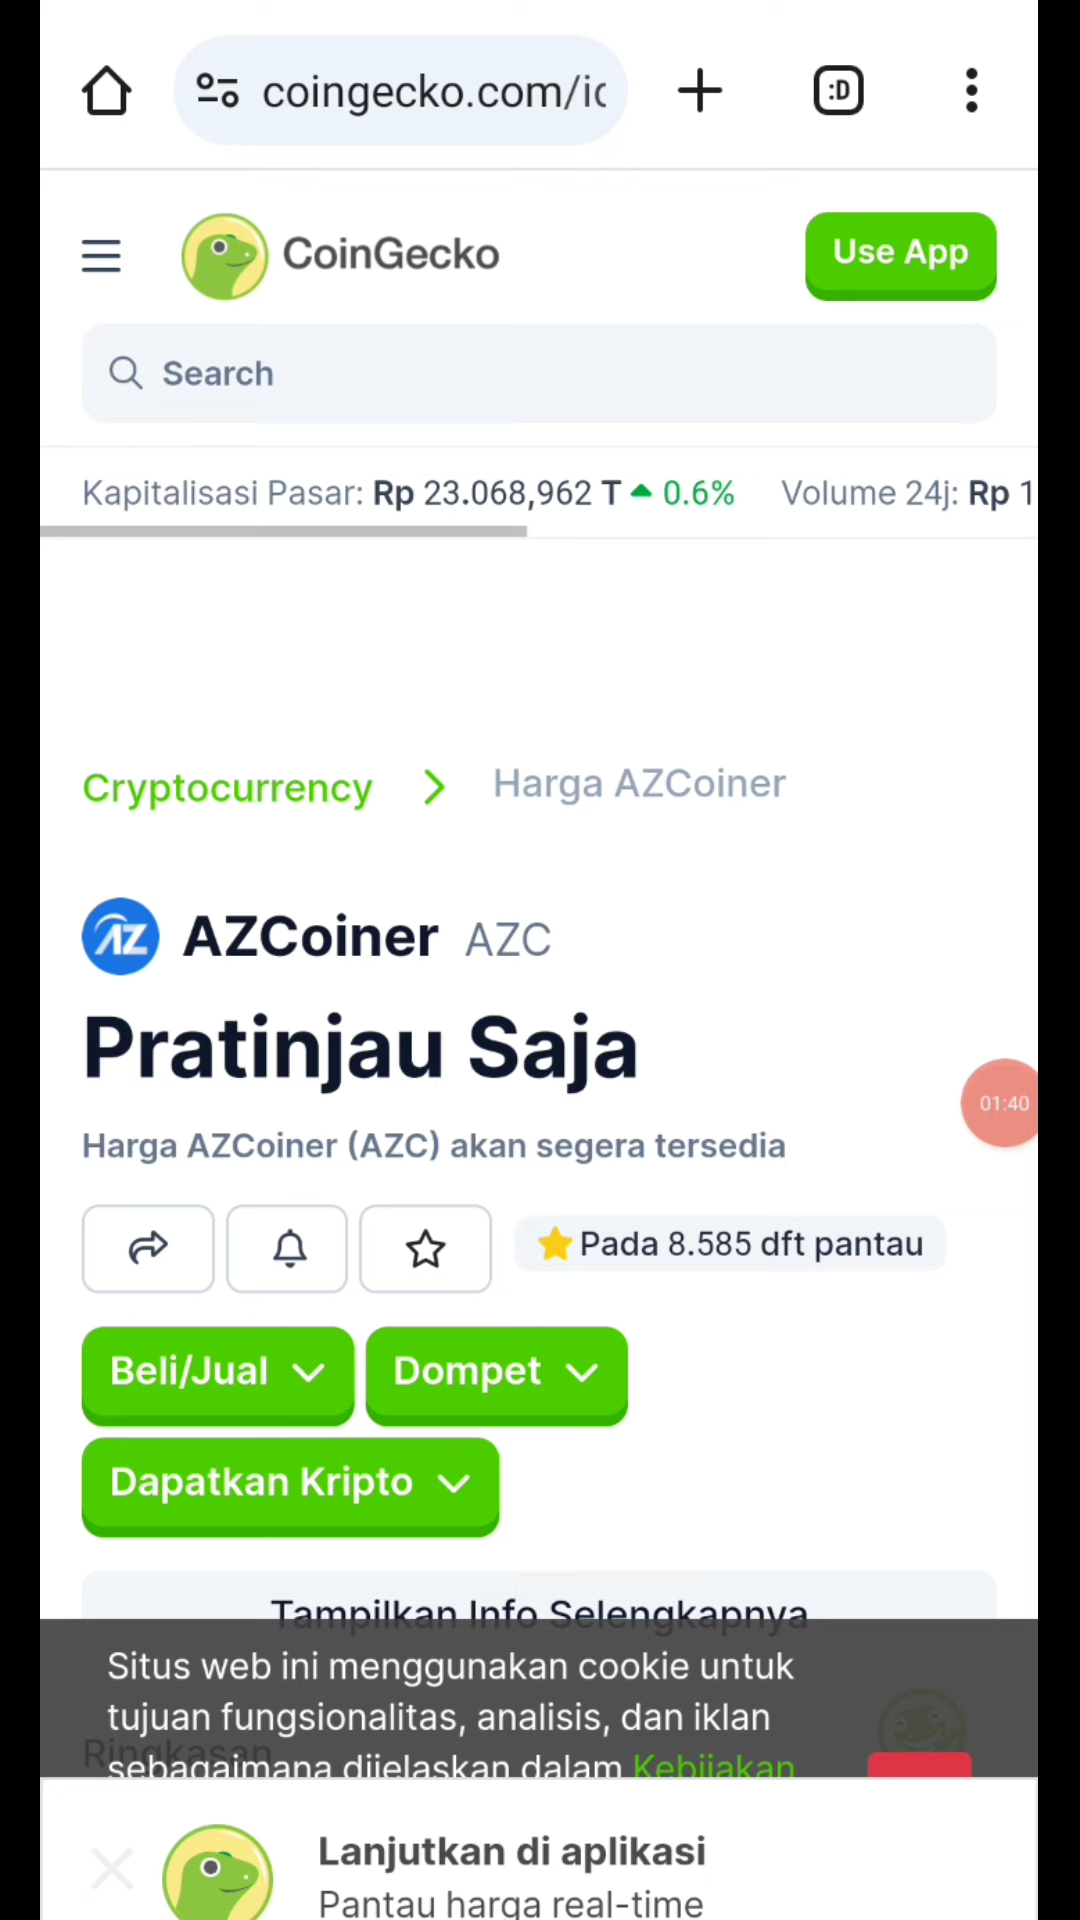 coingecko.com/ic
:D
CoinGecko
Use App
Search
Kapitalisasi Pasar: Rp 23.068,962 T 0.6% Volume 24j: Rp 1
Cryptocurrency
Harga AZCoiner
AZ
AZCoiner AZC
Pratinjau Saja
01:40
Harga AZCoiner (AZC) akan segera tersedia
Pada 8.585 dft pantau
Beli/Jual
Dompet
Dapatkan Kripto
Tampilkan Info Selengkapnya
Situs web ini menggunakan cookie untuk
tujuan fungsionalitas, analisis, dan iklan
Ringkasan
sebagaimana dijelaskan dalam Kebijakan
Lanjutkan di aplikasi
Pantau harga real-time